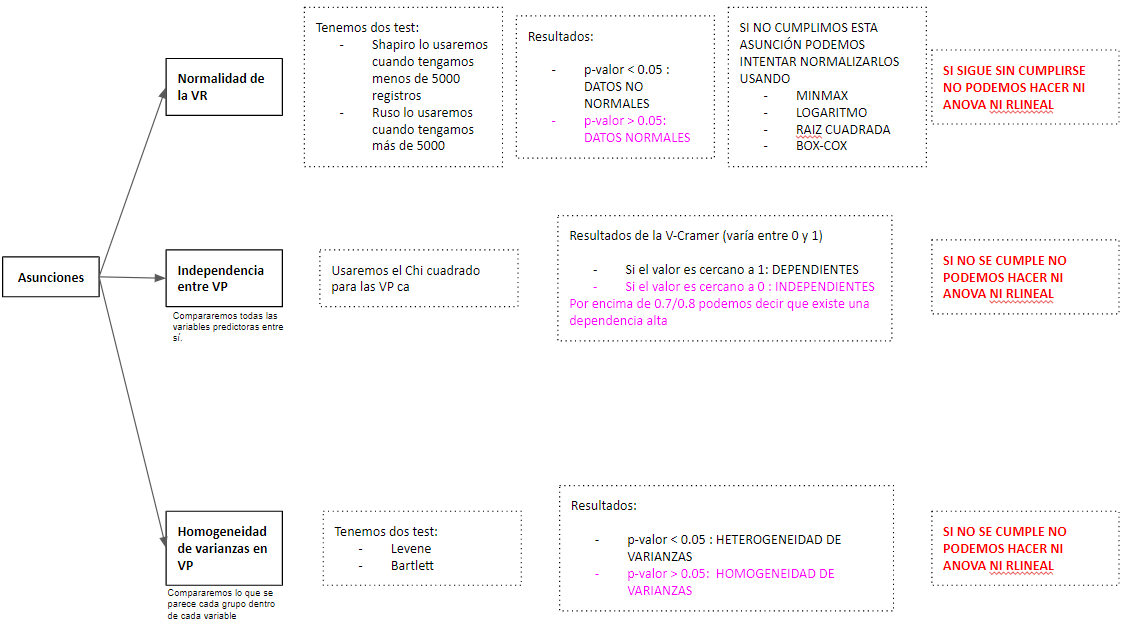 Asunciones
Normalidad de
la VR
Tenemos dos test:
- Shapiro lo usaremos
cuando tengamos
menos de 5000
registros
- Ruso lo usaremos
cuando tengamos
más de 5000
Resultados:
- p-valor < 0.05 :
DATOS NO
NORMALES
- p-valor > 0.05:
DATOS NORMALES
SI NO CUMPLIMOS ESTA
ASUNCIÓN PODEMOS
INTENTAR NORMALIZARLOS
USANDO
- MINMAX
- LOGARITMO
- RAIZ CUADRADA
- BOX-COX
SI SIGUE SIN CUMPLIRSE
NO PODEMOS HACER NI
ANOVA NI RLINEAL
Independencia
entre VP
Compararemos todas las
variables predictoras entre
sí.
Usaremos el Chi cuadrado
para las VP ca
Resultados de la V-Cramer (varía entre 0 y 1)
- Si el valor es cercano a 1: DEPENDIENTES
- Si el valor es cercano a 0 : INDEPENDIENTES
Por encima de 0.7/0.8 podemos decir que existe una
dependencia alta
SI NO SE CUMPLE NO
PODEMOS HACER NI
ANOVA NI RLINEAL
Homogeneidad
de varianzas en
VP
Compararemos lo que se
parece cada grupo dentro
de cada variable
Tenemos dos test:
- Levene
- Bartlett
Resultados:
- p-valor < 0.05 : HETEROGENEIDAD DE
VARIANZAS
- p-valor > 0.05: HOMOGENEIDAD DE
VARIANZAS
SI NO SE CUMPLE NO
PODEMOS HACER NI
ANOVA NI RLINEAL